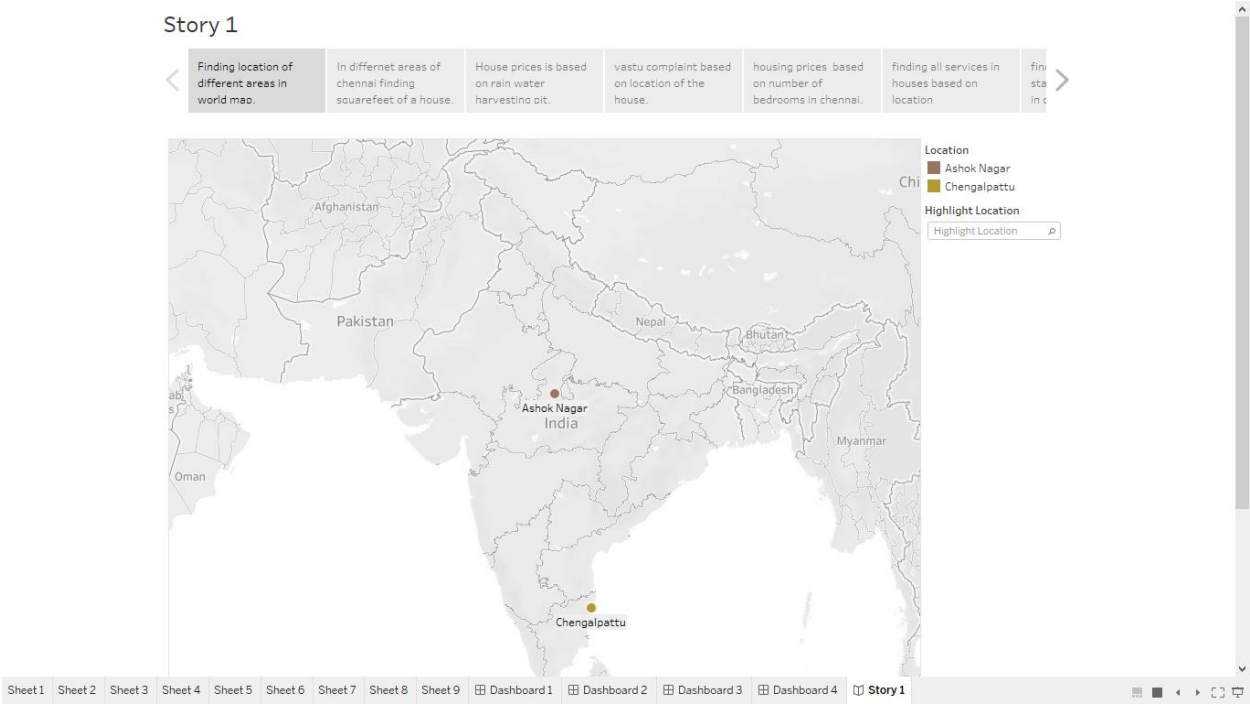 Story 1
Finding location of
different areas in
world map.
In differnet areas of
chennai finding
squarefeet of a house.
House prices is based
on rain water
harvesting pit.
vastu complaint based
on location of the
house.
housing prices based
on number of
bedrooms in chennai.
finding all services in
houses based on
location
Location
Ashok Nagar
Chengalpattu
Highlight Location
Highlight Location
Afghanistan
Pakistan
Nepal
Bhutan
Bangladesh
Ashok Nagar
India
Myanmar
Oman
Chengalpattu
Sheet 1 Sheet 2 Sheet 3 Sheet 4 Sheet 5 Sheet 6 Sheet 7 Sheet 8 Sheet 9 Dashboard 1 Dashboard 2 Dashboard 3 Dashboard 4 Story 1